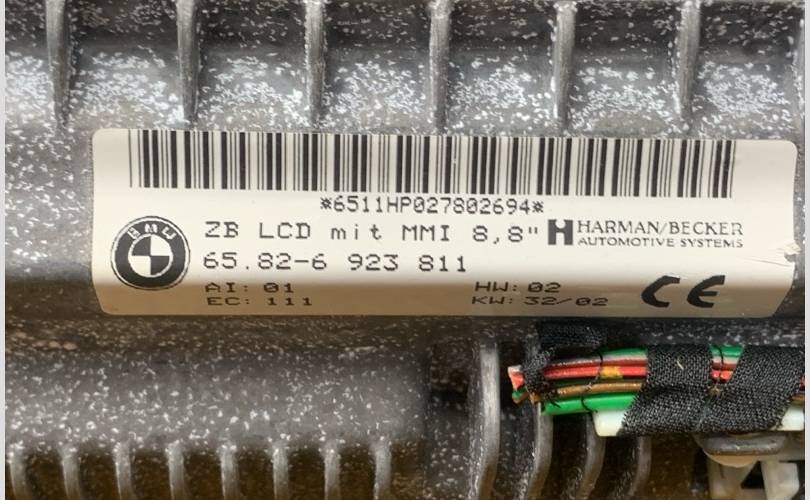 *6511HP027802694*
BMW
ZB LCD mit MMI 8,8"
HARMAN/BECKER
AUTOMOTIVE SYSTEMS
65.82-6 923 811
AI: 01
HW: 02
EC: 111
KW: 32/02
CE